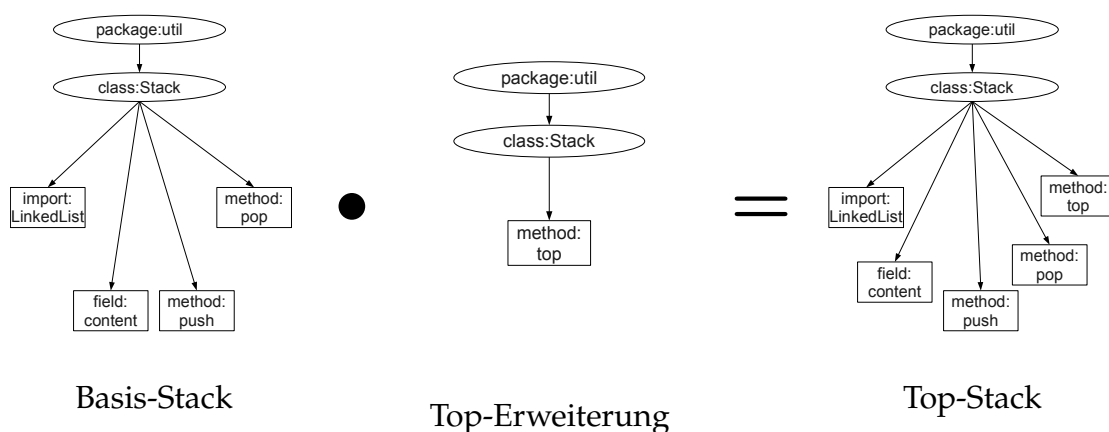 package:util
class:Stack
import:
LinkedList
method:
pop
field:
content
method:
push
Basis-Stack
package:util
class:Stack
method:
top
Top-Erweiterung
package:util
class:Stack
import:
LinkedList
method:
top
method:
pop
field:
content
method:
push
Top-Stack